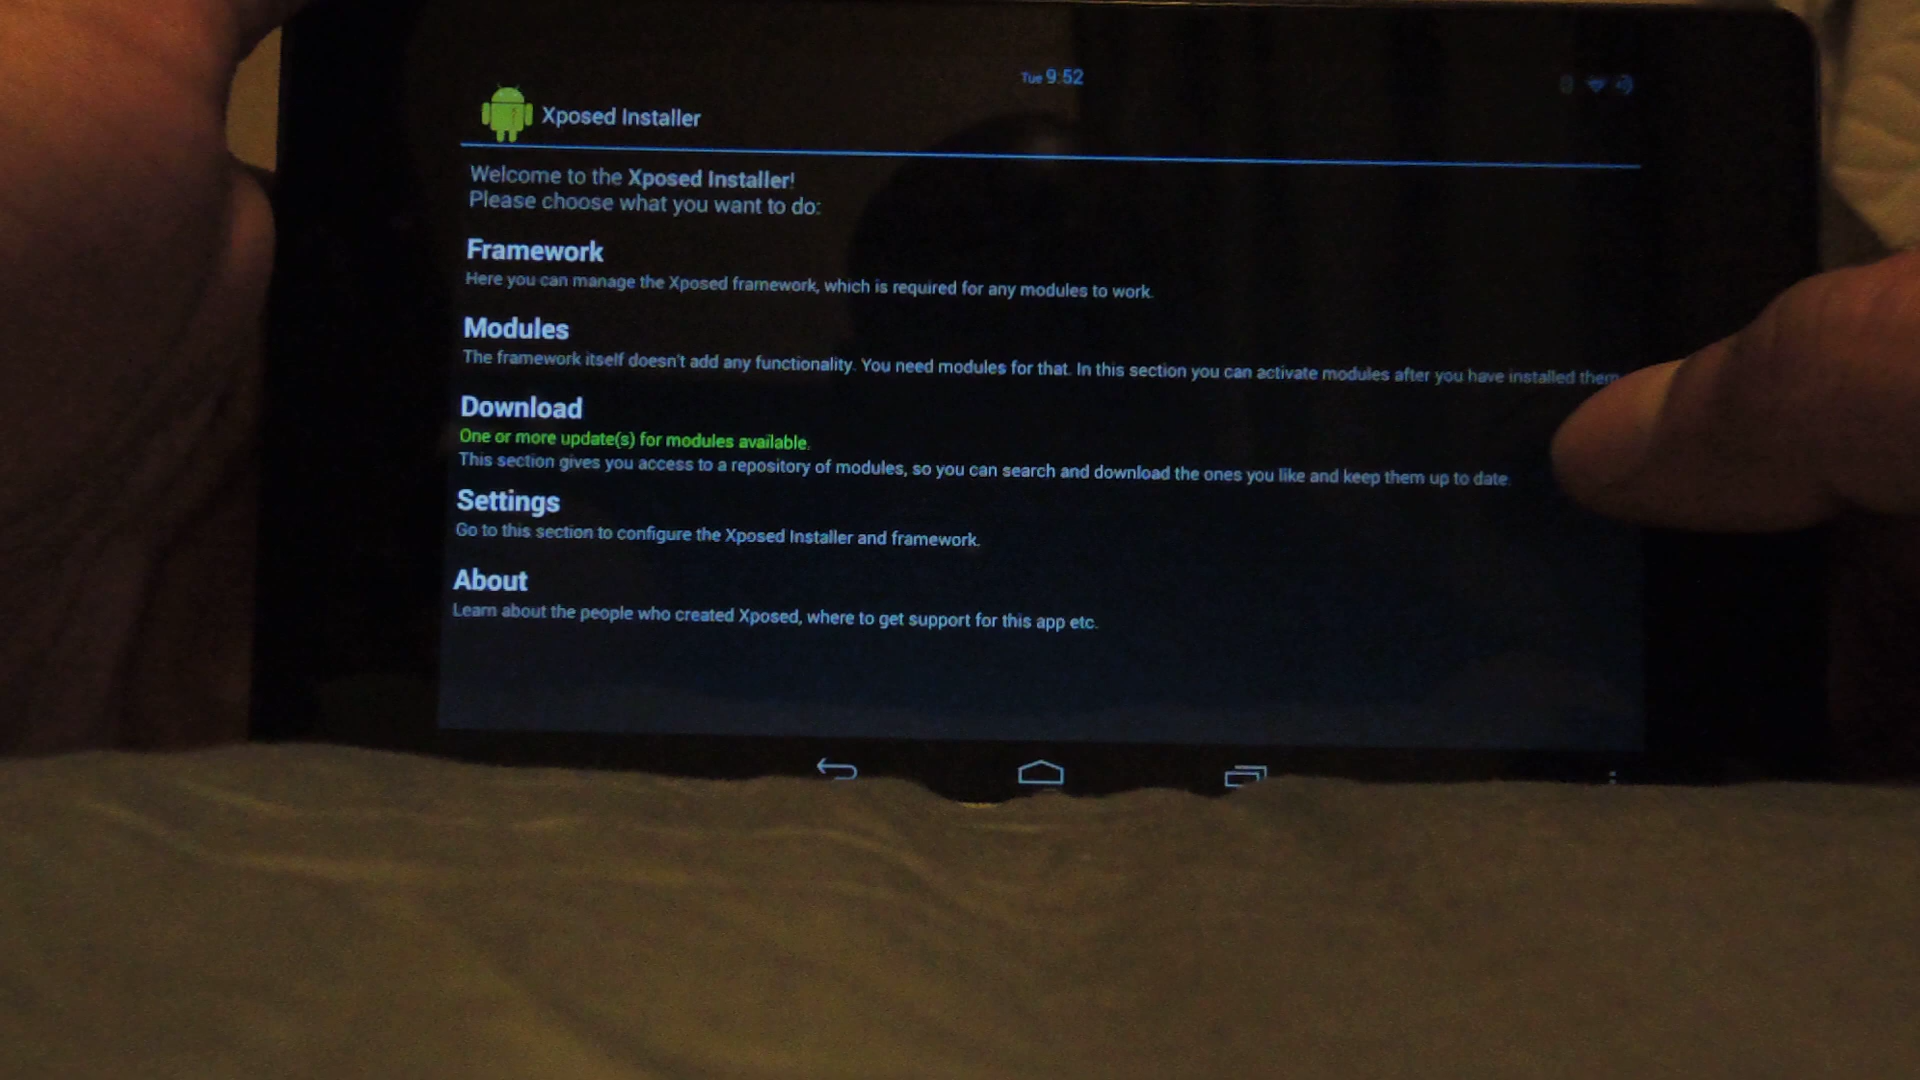 Tue 9:52
Xposed Installer
Welcome to the Xposed Installer!
Please choose what you want to do:
Framework
Here you can manage the Xposed framework, which is required for any modules to work.
Modules
The framework itself doesn't add any functionality. You need modules for that. In this section you can activate modules after you have installed them
Download
One or more update(s) for modules available.
This section gives you access to a repository of modules, so you can search and download the ones you like and keep them up to date.
Settings
Go to this section to configure the Xposed Installer and framework.
About
Learn about the people who created Xposed, where to get support for this app etc.